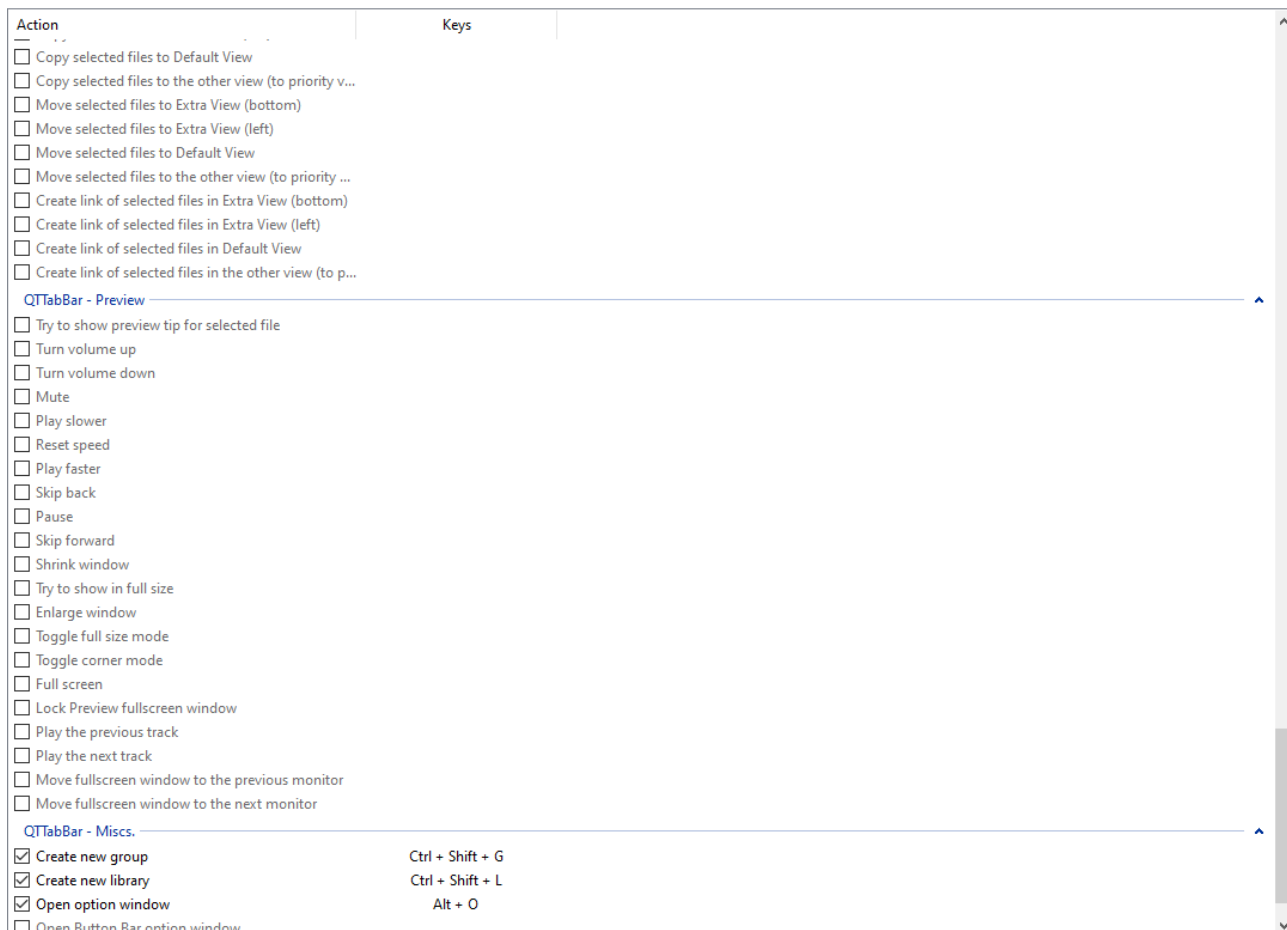 Action Keys
Copy selected files to Default View
Copy selected files to the other view (to priority v...
Move selected files to Extra View (bottom)
Move selected files to Extra View (left)
Move selected files to Default View
Move selected files to the other view (to priority ...
Create link of selected files in Extra View (bottom)
Create link of selected files in Extra View (left)
Create link of selected files in Default View
Create link of selected files in the other view (to p...
QTTabBar - Preview
Try to show preview tip for selected file
Turn volume up
Turn volume down
Mute
Play slower
Reset speed
Play faster
Skip back
Pause
Skip forward
Shrink window
Try to show in full size
Enlarge window
Toggle full size mode
Toggle corner mode
Full screen
Lock Preview fullscreen window
Play the previous track
Play the next track
Move fullscreen window to the previous monitor
Move fullscreen window to the next monitor
QTTabBar - Miscs.
Create new group Ctrl + Shift + G
Create new library Ctrl + Shift + L
Open option window Alt + O
Open Button Bar option window